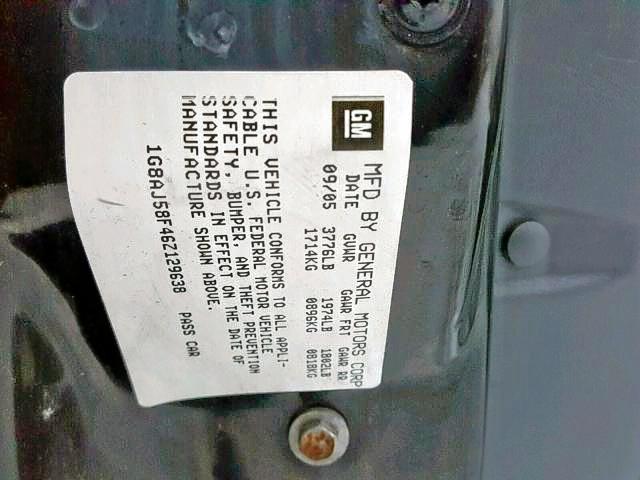 GM MFD BY GENERAL MOTORS CORP
DATE GVWR GAWR FRT GAWR RR
09/05 3776LB 1974LB 1802LB
1714KG 0896KG 0818KG
THIS VEHICLE CONFORMS TO ALL APPLI-
CABLE U.S. FEDERAL MOTOR VEHICLE
SAFETY, BUMPER, AND THEFT PREVENTION
STANDARDS IN EFFECT ON THE DATE OF
MANUFACTURE SHOWN ABOVE.
1G8AJ58F46Z129638 PASS CAR